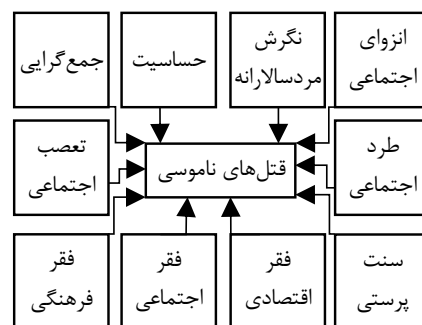 انزوای
اجتماعی
نگرش
مردسالارانه
حساسیت
جمع‌گرایی
طرد
اجتماعی
قتل‌های ناموسی
تعصب
اجتماعی
سنت
پرستی
فقر
اقتصادی
فقر
اجتماعی
فقر
فرهنگی